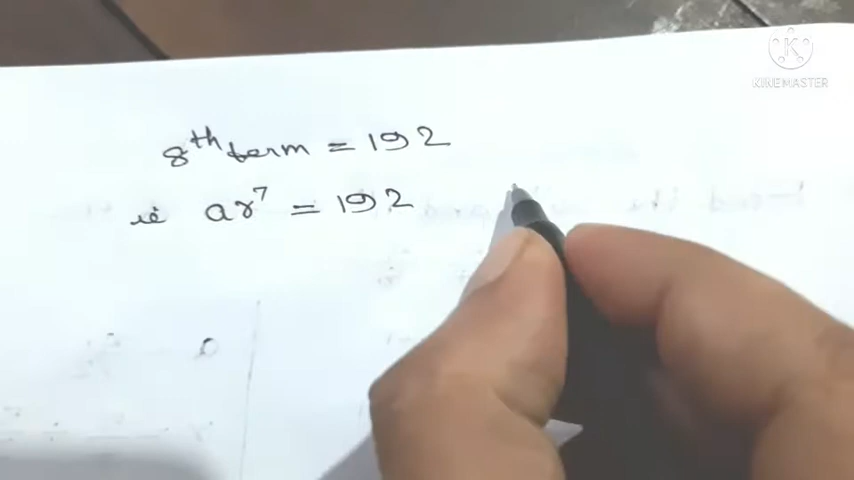 KINEMASTER
8th term = 192
ie ar⁷ = 192